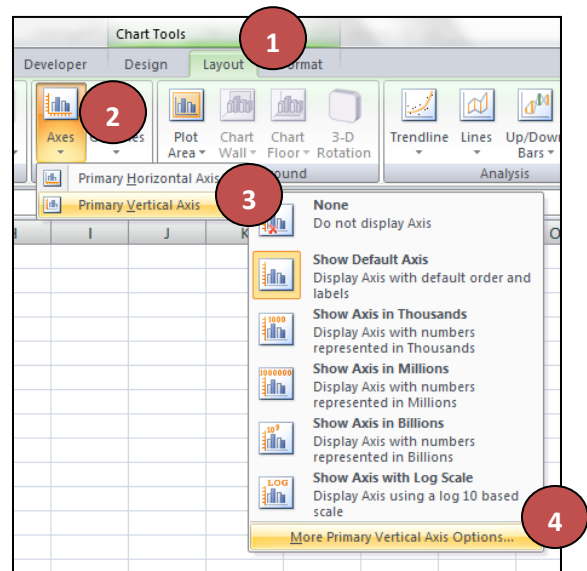 Chart Tools
1
Developer Design Layout Format
2
Axes
Plot Area
Chart Wall
Chart Floor
3-D Rotation
Trendline
Lines
Up/Down Bars
Analysis
Primary Horizontal Axis
Primary Vertical Axis
3
I J K O
None
Do not display Axis
Show Default Axis
Display Axis with default order and
labels
1000
Show Axis in Thousands
Display Axis with numbers
represented in Thousands
1000000
Show Axis in Millions
Display Axis with numbers
represented in Millions
10⁹
Show Axis in Billions
Display Axis with numbers
represented in Billions
LOG
Show Axis with Log Scale
Display Axis using a log 10 based
scale
More Primary Vertical Axis Options...
4